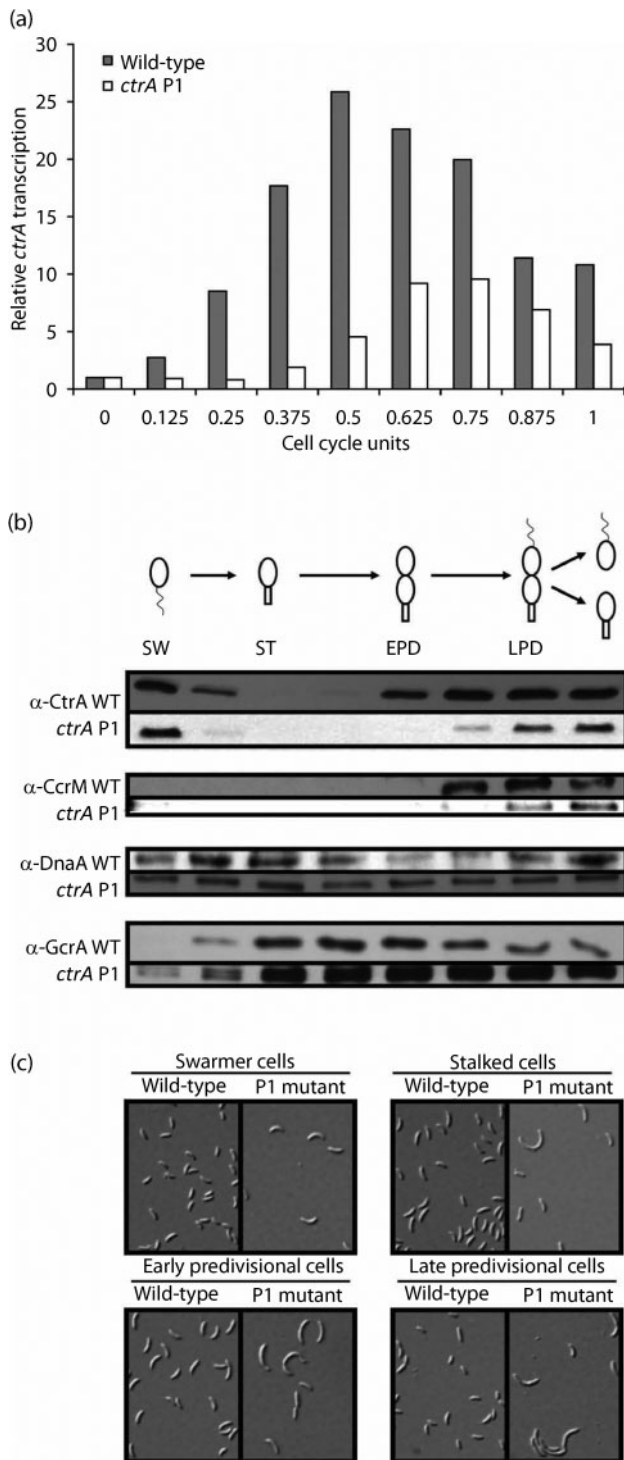 (a)
30
25
20
15
10
5
0
Relative ctrA transcription
Wild-type
ctrA P1
0 0.125 0.25 0.375 0.5 0.625 0.75 0.875 1
Cell cycle units
(b)
SW ST EPD LPD
α-CtrA WT
ctrA P1
α-CcrM WT
ctrA P1
α-DnaA WT
ctrA P1
α-GcrA WT
ctrA P1
(c)
Swarmer cells
Wild-type P1 mutant
Stalked cells
Wild-type P1 mutant
Early predivisional cells
Wild-type P1 mutant
Late predivisional cells
Wild-type P1 mutant